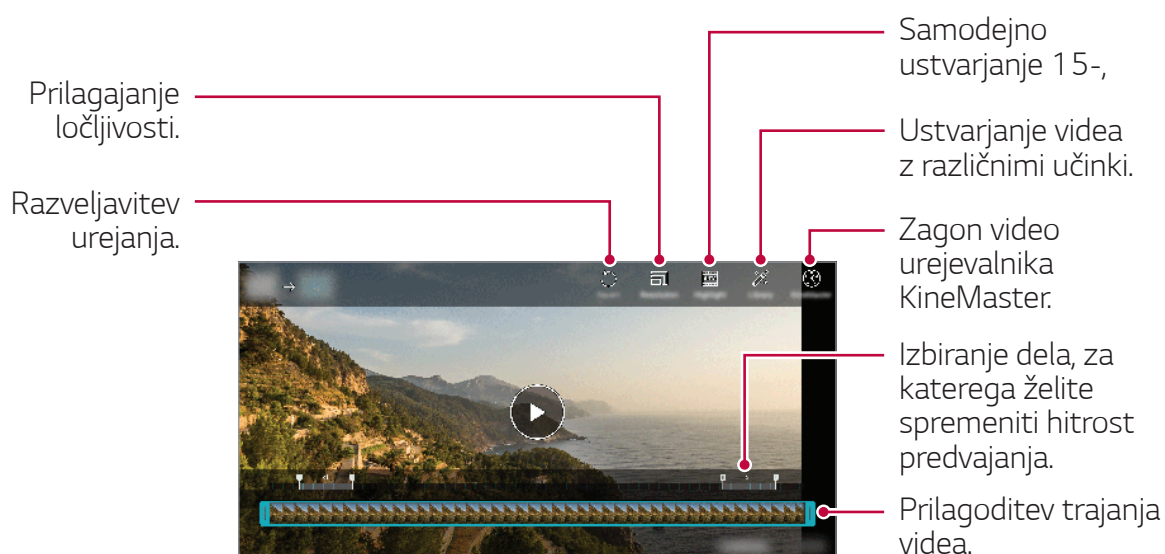 Prilagajanje
ločljivosti.
Razveljavitev
urejanja.
Samodejno
ustvarjanje 15-,
Ustvarjanje videa
z različnimi učinki.
Zagon video
urejevalnika
KineMaster.
Izbiranje dela, za
katerega želite
spremeniti hitrost
predvajanja.
Prilagoditev trajanja
videa.